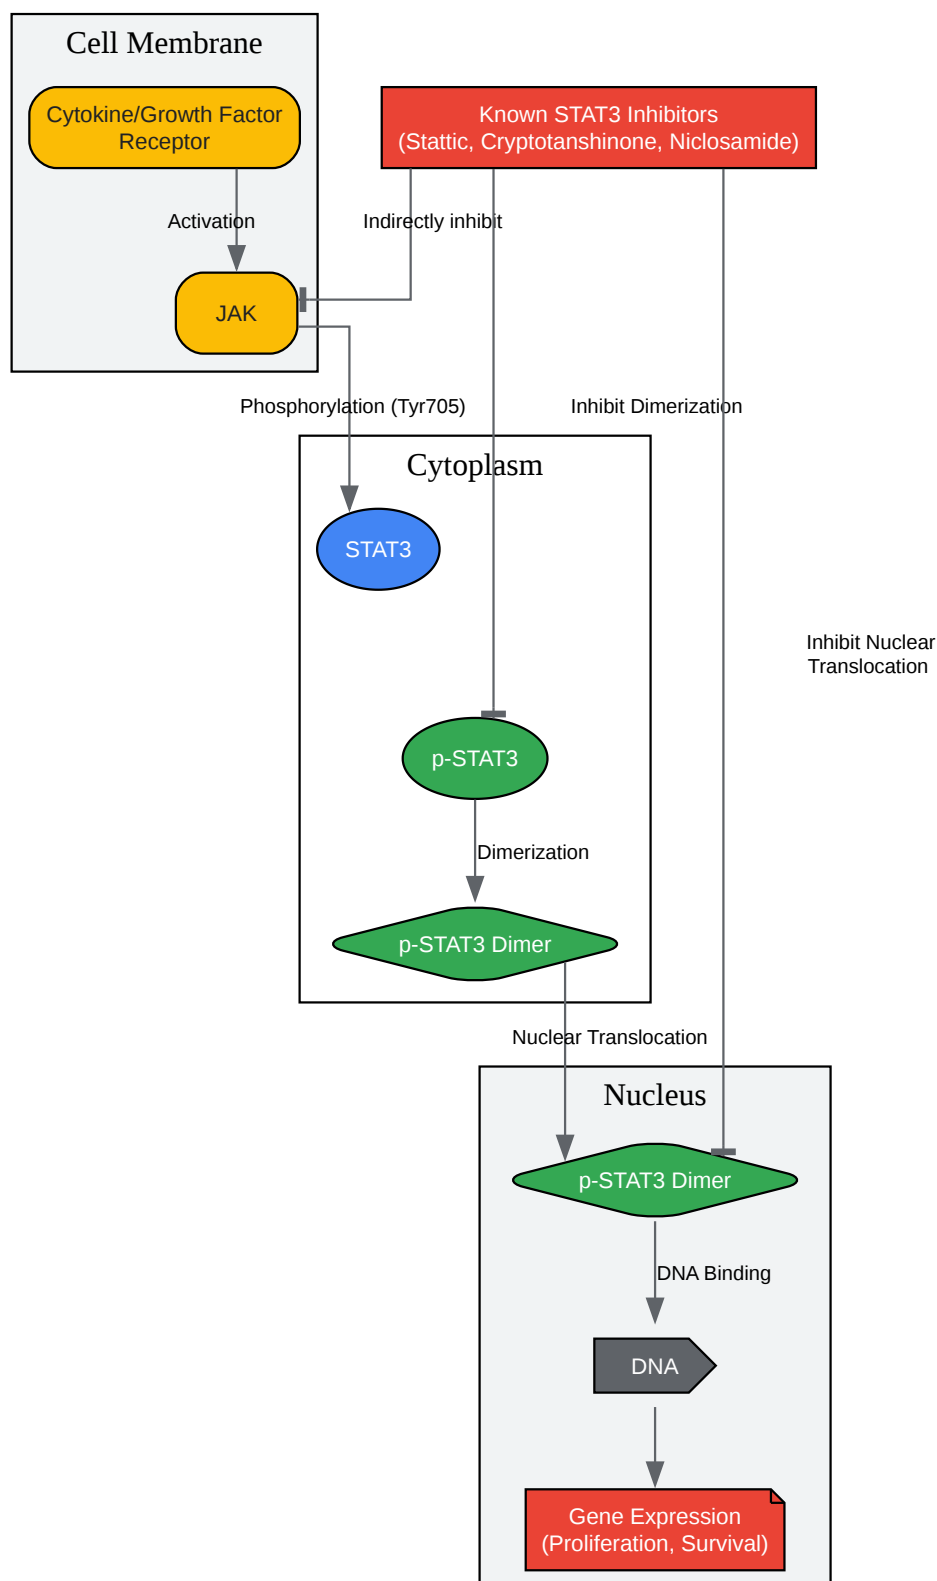 Cell Membrane
Cytokine/Growth Factor
Receptor
Known STAT3 Inhibitors
(Stattic, Cryptotanshinone, Niclosamide)
Activation
Indirectly inhibit
JAK
Phosphorylation (Tyr705)
Inhibit Dimerization
Cytoplasm
STAT3
Inhibit Nuclear
Translocation
p-STAT3
Dimerization
p-STAT3 Dimer
Nuclear Translocation
Nucleus
p-STAT3 Dimer
DNA Binding
DNA
Gene Expression
(Proliferation, Survival)